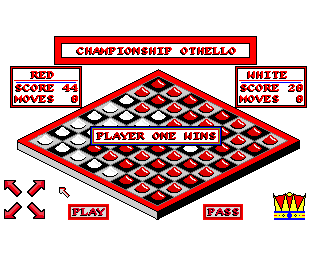 CHAMPIONSHIP OTHELLO
RED
SCORE 44
MOVES 0
WHITE
SCORE 20
MOVES 0
PLAYER ONE WINS
PLAY
PASS